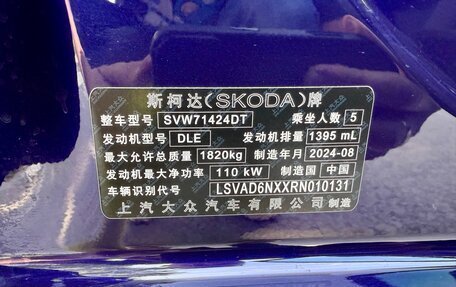 斯柯达(SKODA)牌
整车型号 SVW71424DT 乘坐人数 5
发动机型号 DLE 发动机排量 1395 mL
最大允许总质量 1820kg 制造年月 2024-08
发动机最大净功率 110 kW 制造国 中国
车辆识别代号 LSVAD6NXXRN010131
上汽大众汽车有限公司 制造